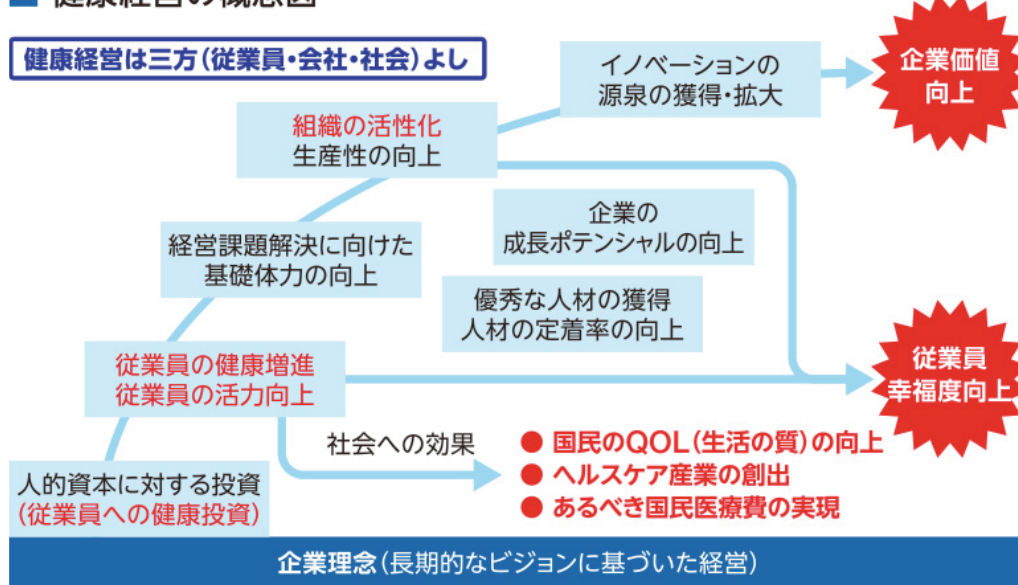 ■ 健康経営の概念図
健康経営は三方(従業員・会社・社会)よし
イノベーションの
源泉の獲得・拡大
企業価値
向上
組織の活性化
生産性の向上
企業の
成長ポテンシャルの向上
経営課題解決に向けた
基礎体力の向上
優秀な人材の獲得
人材の定着率の向上
従業員の健康増進
従業員の活力向上
従業員
幸福度向上
社会への効果
● 国民のQOL(生活の質)の向上
● ヘルスケア産業の創出
● あるべき国民医療費の実現
人的資本に対する投資
(従業員への健康投資)
企業理念(長期的なビジョンに基づいた経営)